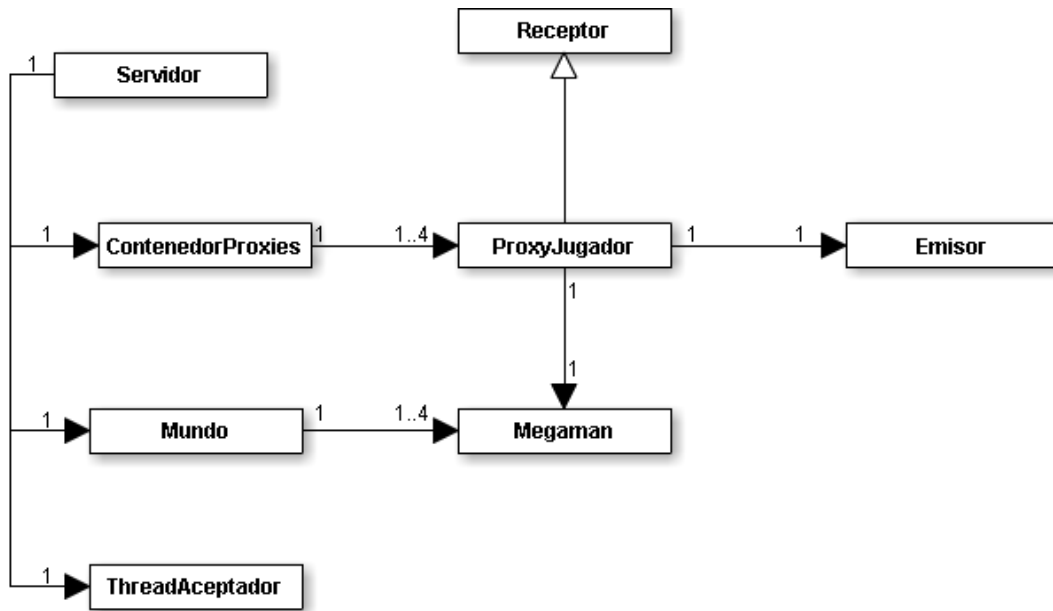 Receptor
1
Servidor
1
ContenedorProxies
1
1..4
ProxyJugador
1
1
Emisor
1
1
1
Mundo
1
1..4
Megaman
1
ThreadAceptador